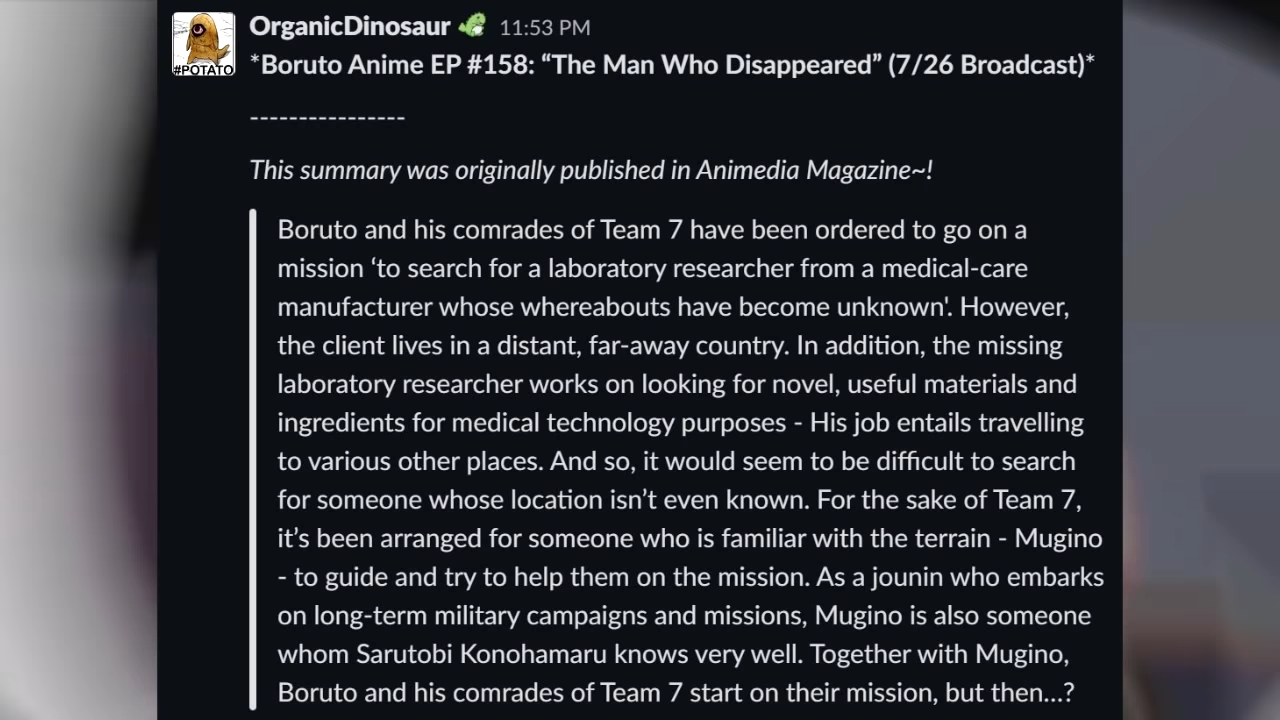 OrganicDinosaur 11:53 PM
#POTATO
*Boruto Anime EP #158: “The Man Who Disappeared” (7/26 Broadcast)*
----------------
This summary was originally published in Animedia Magazine~!
Boruto and his comrades of Team 7 have been ordered to go on a
mission ‘to search for a laboratory researcher from a medical-care
manufacturer whose whereabouts have become unknown'. However,
the client lives in a distant, far-away country. In addition, the missing
laboratory researcher works on looking for novel, useful materials and
ingredients for medical technology purposes - His job entails travelling
to various other places. And so, it would seem to be difficult to search
for someone whose location isn’t even known. For the sake of Team 7,
it’s been arranged for someone who is familiar with the terrain - Mugino
- to guide and try to help them on the mission. As a jounin who embarks
on long-term military campaigns and missions, Mugino is also someone
whom Sarutobi Konohamaru knows very well. Together with Mugino,
Boruto and his comrades of Team 7 start on their mission, but then...?